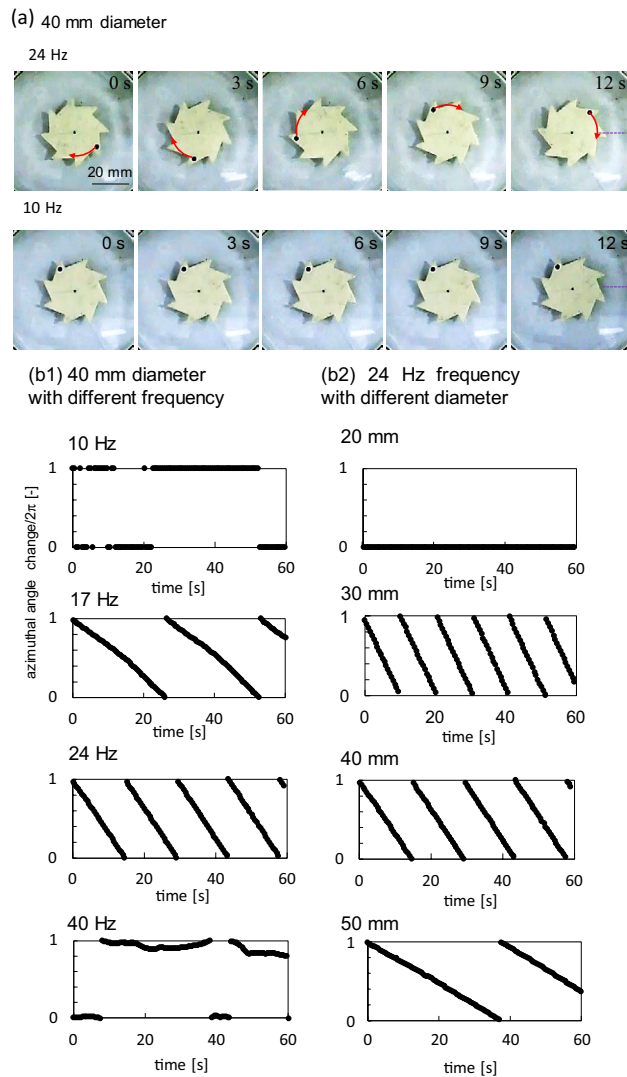 (a) 40 mm diameter
24 Hz
0 s 3 s 6 s 9 s 12 s
20 mm
10 Hz
0 s 3 s 6 s 9 s 12 s
(b1) 40 mm diameter
with different frequency
(b2) 24 Hz frequency
with different diameter
azimuthal angle
change/2π [-]
10 Hz
1
0
0 20 40 60
time [s]
17 Hz
1
0
0 20 40 60
time [s]
24 Hz
1
0
0 20 40 60
time [s]
40 Hz
1
0
0 20 40 60
time [s]
20 mm
1
0
0 20 40 60
time [s]
30 mm
1
0
0 20 40 60
time [s]
40 mm
1
0
0 20 40 60
time [s]
50 mm
1
0
0 20 40 60
time [s]